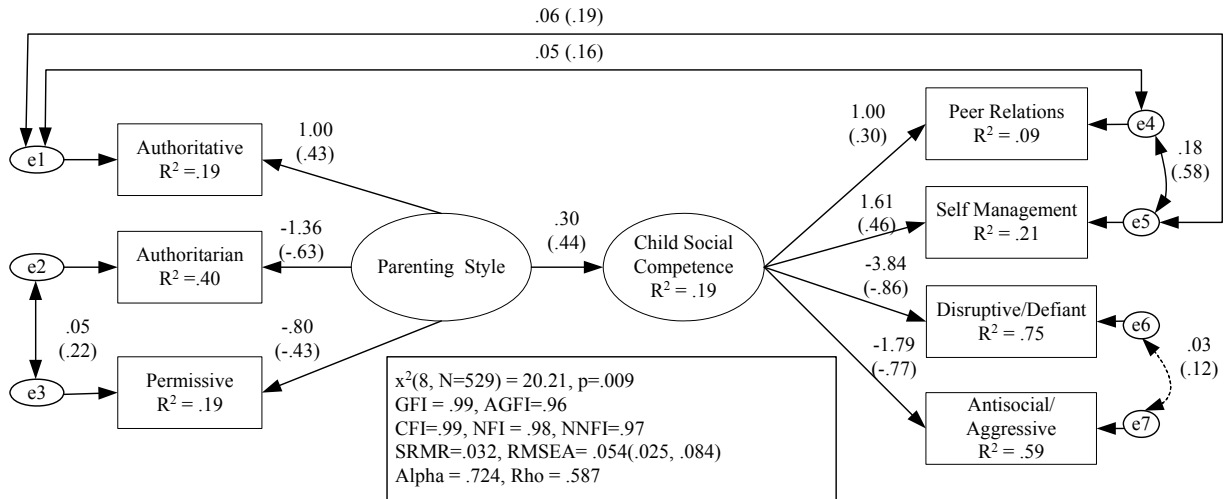 .06 (.19)
.05 (.16)
e1
Authoritative
R² =.19
1.00
(.43)
e2
Authoritarian
R² =.40
-1.36
(-.63)
.05
(.22)
e3
Permissive
R² = .19
-.80
(-.43)
Parenting Style
.30
(.44)
Child Social
Competence
R² = .19
1.00
(.30)
Peer Relations
R² = .09
e4
.18
(.58)
1.61
(.46)
Self Management
R² = .21
e5
-3.84
(-.86)
Disruptive/Defiant
R² = .75
e6
.03
(.12)
-1.79
(-.77)
Antisocial/
Aggressive
R² = .59
e7
x²(8, N=529) = 20.21, p=.009
GFI = .99, AGFI=.96
CFI=.99, NFI = .98, NNFI=.97
SRMR=.032, RMSEA= .054(.025, .084)
Alpha = .724, Rho = .587